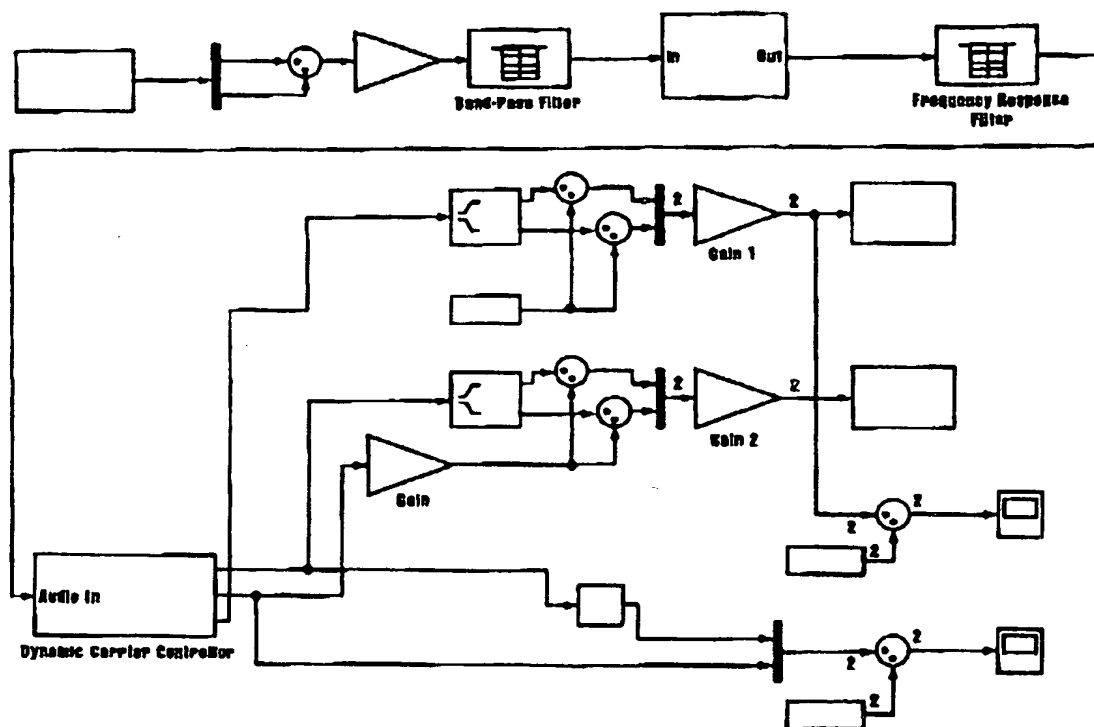 In
Out
Band-Pass Filter
Frequency Response
Filter
2
2
Gain 1
2
2
Gain 2
Gain
2
2
2
Audio In
Dynamic Carrier Controller
2
2
2